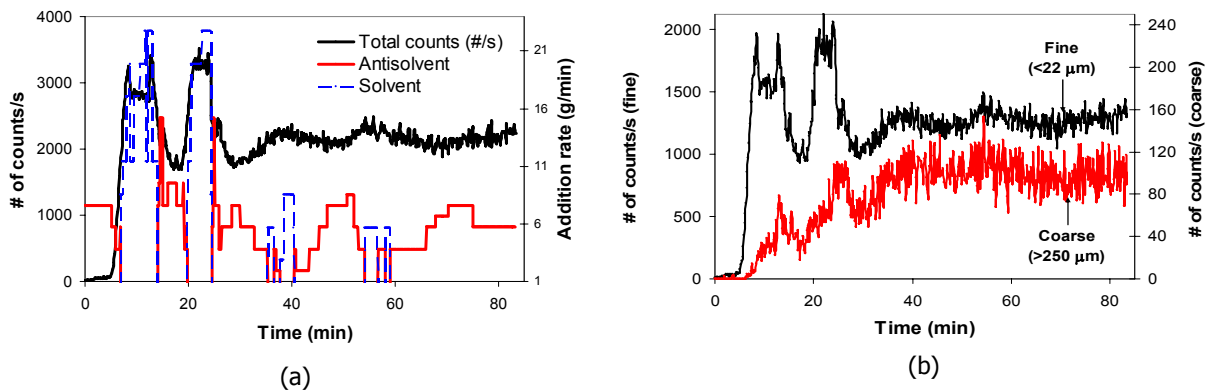 4000
3000
2000
1000
0
# of counts/s
Total counts (#/s)
Antisolvent
Solvent
21
16
11
6
1
Addition rate (g/min)
0 20 40 60 80
Time (min)
(a)
2000
1500
1000
500
0
# of counts/s (fine)
Fine
(<22 μm)
Coarse
(>250 μm)
240
200
160
120
80
40
0
# of counts/s (coarse)
0 20 40 60 80
Time (min)
(b)